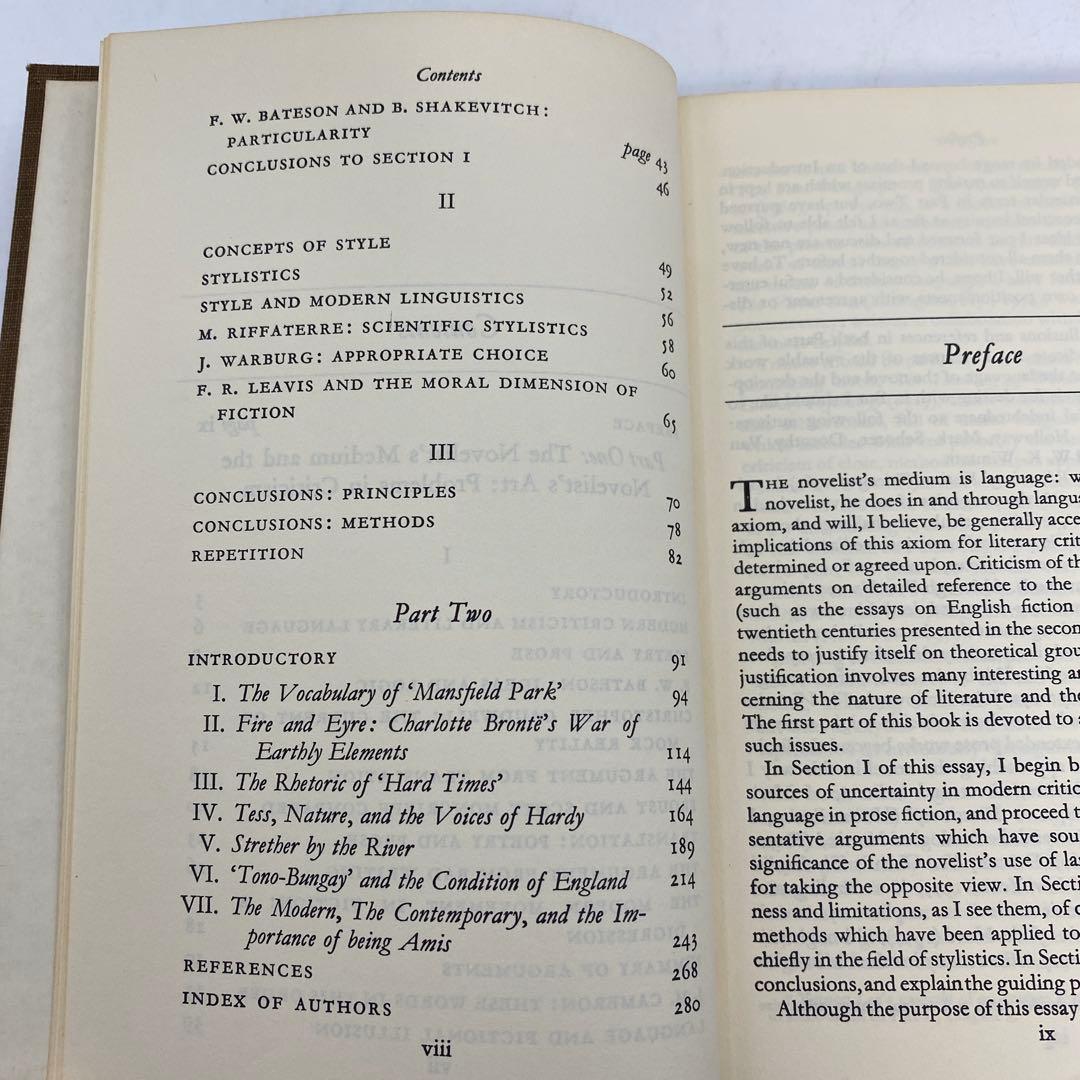 Contents
F. W. BATESON AND B. SHAKEVITCH:
PARTICULARITY page 43
CONCLUSIONS TO SECTION I 46
II
CONCEPTS OF STYLE 49
STYLISTICS 52
STYLE AND MODERN LINGUISTICS 56
M. RIFFATERRE: SCIENTIFIC STYLISTICS 58
J. WARBURG: APPROPRIATE CHOICE 60
F. R. LEAVIS AND THE MORAL DIMENSION OF
FICTION 65
III
CONCLUSIONS: PRINCIPLES 70
CONCLUSIONS: METHODS 78
REPETITION 82
Part Two
INTRODUCTORY 91
I. The Vocabulary of 'Mansfield Park' 94
II. Fire and Eyre: Charlotte Brontë's War of
Earthly Elements 114
III. The Rhetoric of 'Hard Times' 144
IV. Tess, Nature, and the Voices of Hardy 164
V. Strether by the River 189
VI. 'Tono-Bungay' and the Condition of England 214
VII. The Modern, The Contemporary, and the Im-
portance of being Amis 243
REFERENCES 268
INDEX OF AUTHORS 280
viii
Preface
THE novelist's medium is language:
novelist, he does in and through
axiom, and will, I believe, be generally
implications of this axiom for literary
determined or agreed upon. Criticism of
arguments on detailed reference to the
(such as the essays on English fiction
twentieth centuries presented in the
needs to justify itself on theoretical
justification involves many interesting
cerning the nature of literature and
The first part of this book is devoted to
such issues.
In Section I of this essay, I begin
sources of uncertainty in modern
language in prose fiction, and proceed
sentative arguments which have
significance of the novelist's use of
for taking the opposite view. In
ness and limitations, as I see them, of
methods which have been applied to
chiefly in the field of stylistics. In
conclusions, and explain the guiding
Although the purpose of this essay
ix